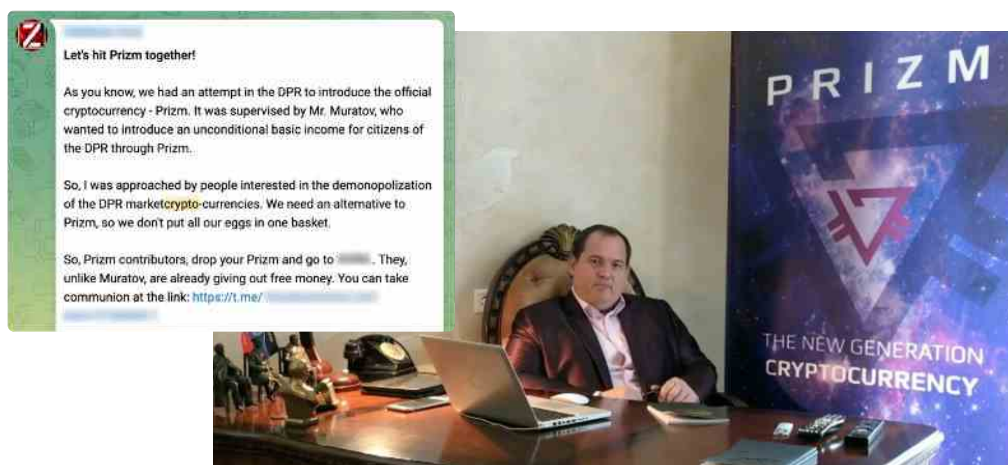 Let's hit Prizm together!
As you know, we had an attempt in the DPR to introduce the official
cryptocurrency - Prizm. It was supervised by Mr. Muratov, who
wanted to introduce an unconditional basic income for citizens of
the DPR through Prizm.
So, I was approached by people interested in the demonopolization
of the DPR marketcrypto-currencies. We need an alternative to
Prizm, so we don't put all our eggs in one basket.
So, Prizm contributors, drop your Prizm and go to . They,
unlike Muratov, are already giving out free money. You can take
communion at the link: https://t.me/
PRIZM
THE NEW GENERATION
CRYPTOCURRENCY